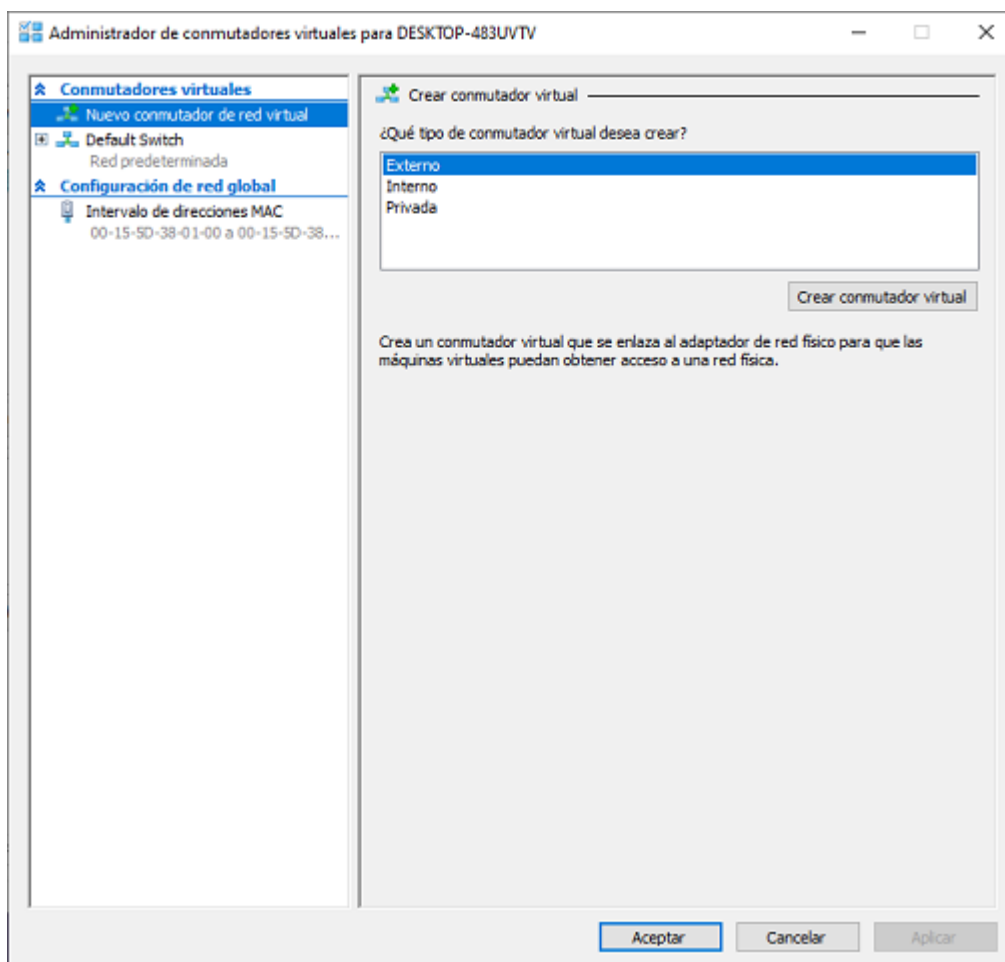 Administrador de conmutadores virtuales para DESKTOP-483UVTV
Conmutadores virtuales
Nuevo conmutador de red virtual
Default Switch
Red predeterminada
Configuración de red global
Intervalo de direcciones MAC
00-15-5D-38-01-00 a 00-15-5D-38...
Crear conmutador virtual
¿Qué tipo de conmutador virtual desea crear?
Externo
Interno
Privada
Crear conmutador virtual
Crea un conmutador virtual que se enlaza al adaptador de red físico para que las
máquinas virtuales puedan obtener acceso a una red física.
Aceptar
Cancelar
Aplicar